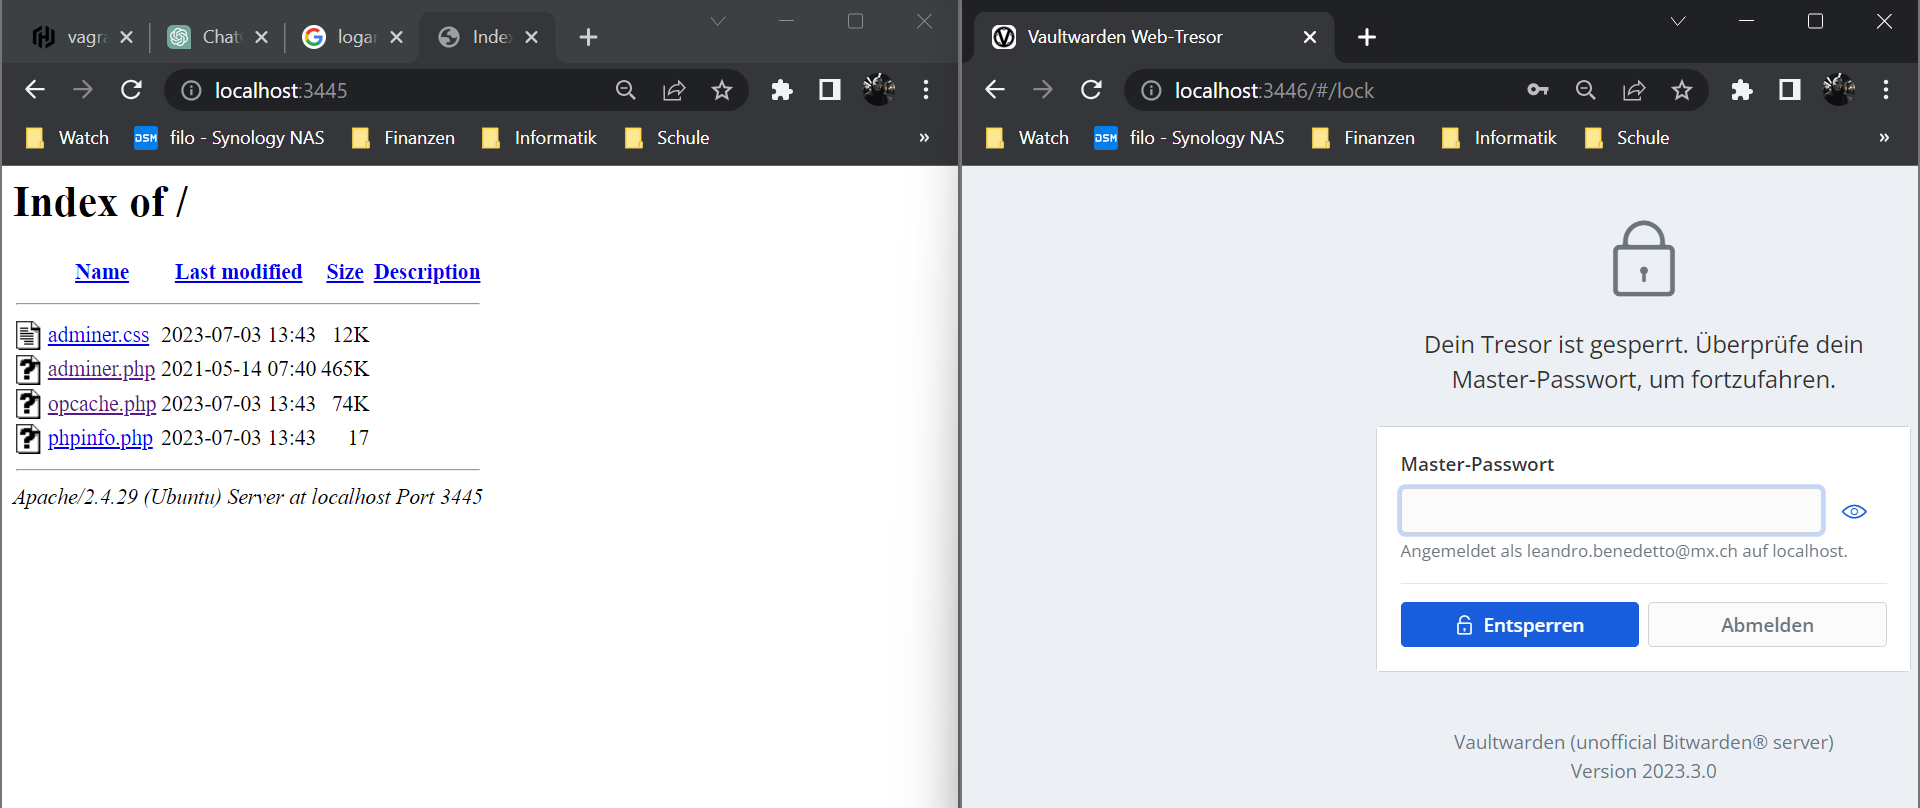 vagr
Chat
logar
Inde
localhost:3445
Watch
DSM
filo - Synology NAS
Finanzen
Informatik
Schule
»
Index of /
Name Last modified Size Description
adminer.css 2023-07-03 13:43 12K
adminer.php 2021-05-14 07:40 465K
opcache.php 2023-07-03 13:43 74K
phpinfo.php 2023-07-03 13:43 17
Apache/2.4.29 (Ubuntu) Server at localhost Port 3445
Vaultwarden Web-Tresor
localhost:3446/#/lock
Watch
DSM
filo - Synology NAS
Finanzen
Informatik
Schule
»
Dein Tresor ist gesperrt. Überprüfe dein
Master-Passwort, um fortzufahren.
Master-Passwort
Angemeldet als leandro.benedetto@mx.ch auf localhost.
Entsperren
Abmelden
Vaultwarden (unofficial Bitwarden® server)
Version 2023.3.0